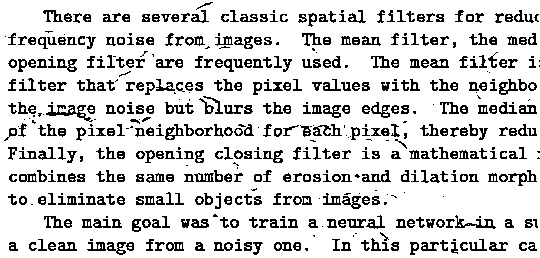 There are several classic spatial filters for reduc
frequency noise from images. The mean filter, the med
opening filter are frequently used. The mean filter i
filter that replaces the pixel values with the neighbo
the image noise but blurs the image edges. The median
of the pixel neighborhood for each pixel, thereby redu
Finally, the opening closing filter is a mathematical
combines the same number of erosion and dilation morph
to eliminate small objects from images.
The main goal was to train a neural network in a su
a clean image from a noisy one. In this particular ca